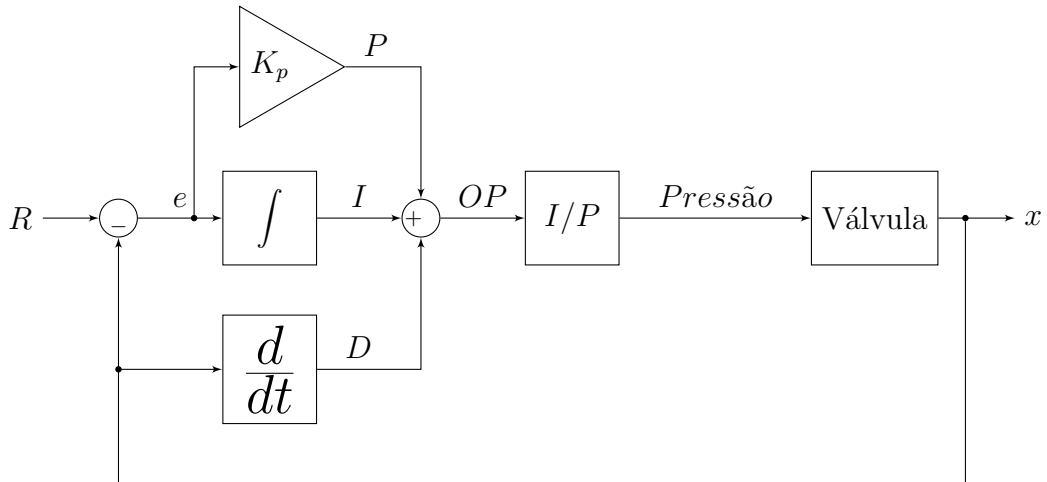 P
K_p
R
−
e
∫
I
+
OP
I/P
Pressão
Válvula
x
d/dt
D